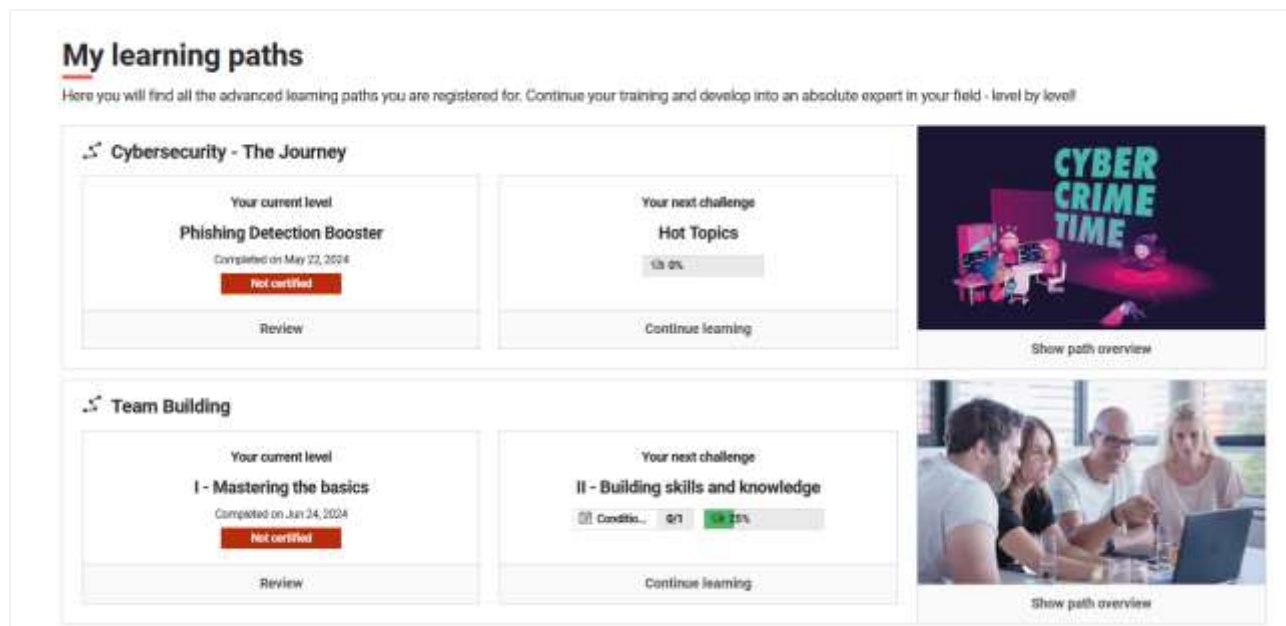 My learning paths
Here you will find all the advanced learning paths you are registered for. Continue your training and develop into an absolute expert in your field - level by level!
Cybersecurity - The Journey
Your current level
Phishing Detection Booster
Completed on May 22, 2024
Not certified
Review
Your next challenge
Hot Topics
0%
Continue learning
CYBER
CRIME
TIME
Show path overview
Team Building
Your current level
I - Mastering the basics
Completed on Jun 24, 2024
Not certified
Review
Your next challenge
II - Building skills and knowledge
Conditio... 0/1 25%
Continue learning
Show path overview